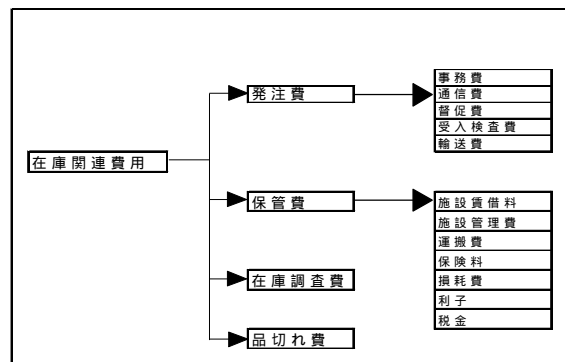 在庫関連費用
発注費
事務費
通信費
督促費
受入検査費
輸送費
保管費
施設賃借料
施設管理費
運搬費
保険料
損耗費
利子
税金
在庫調査費
品切れ費